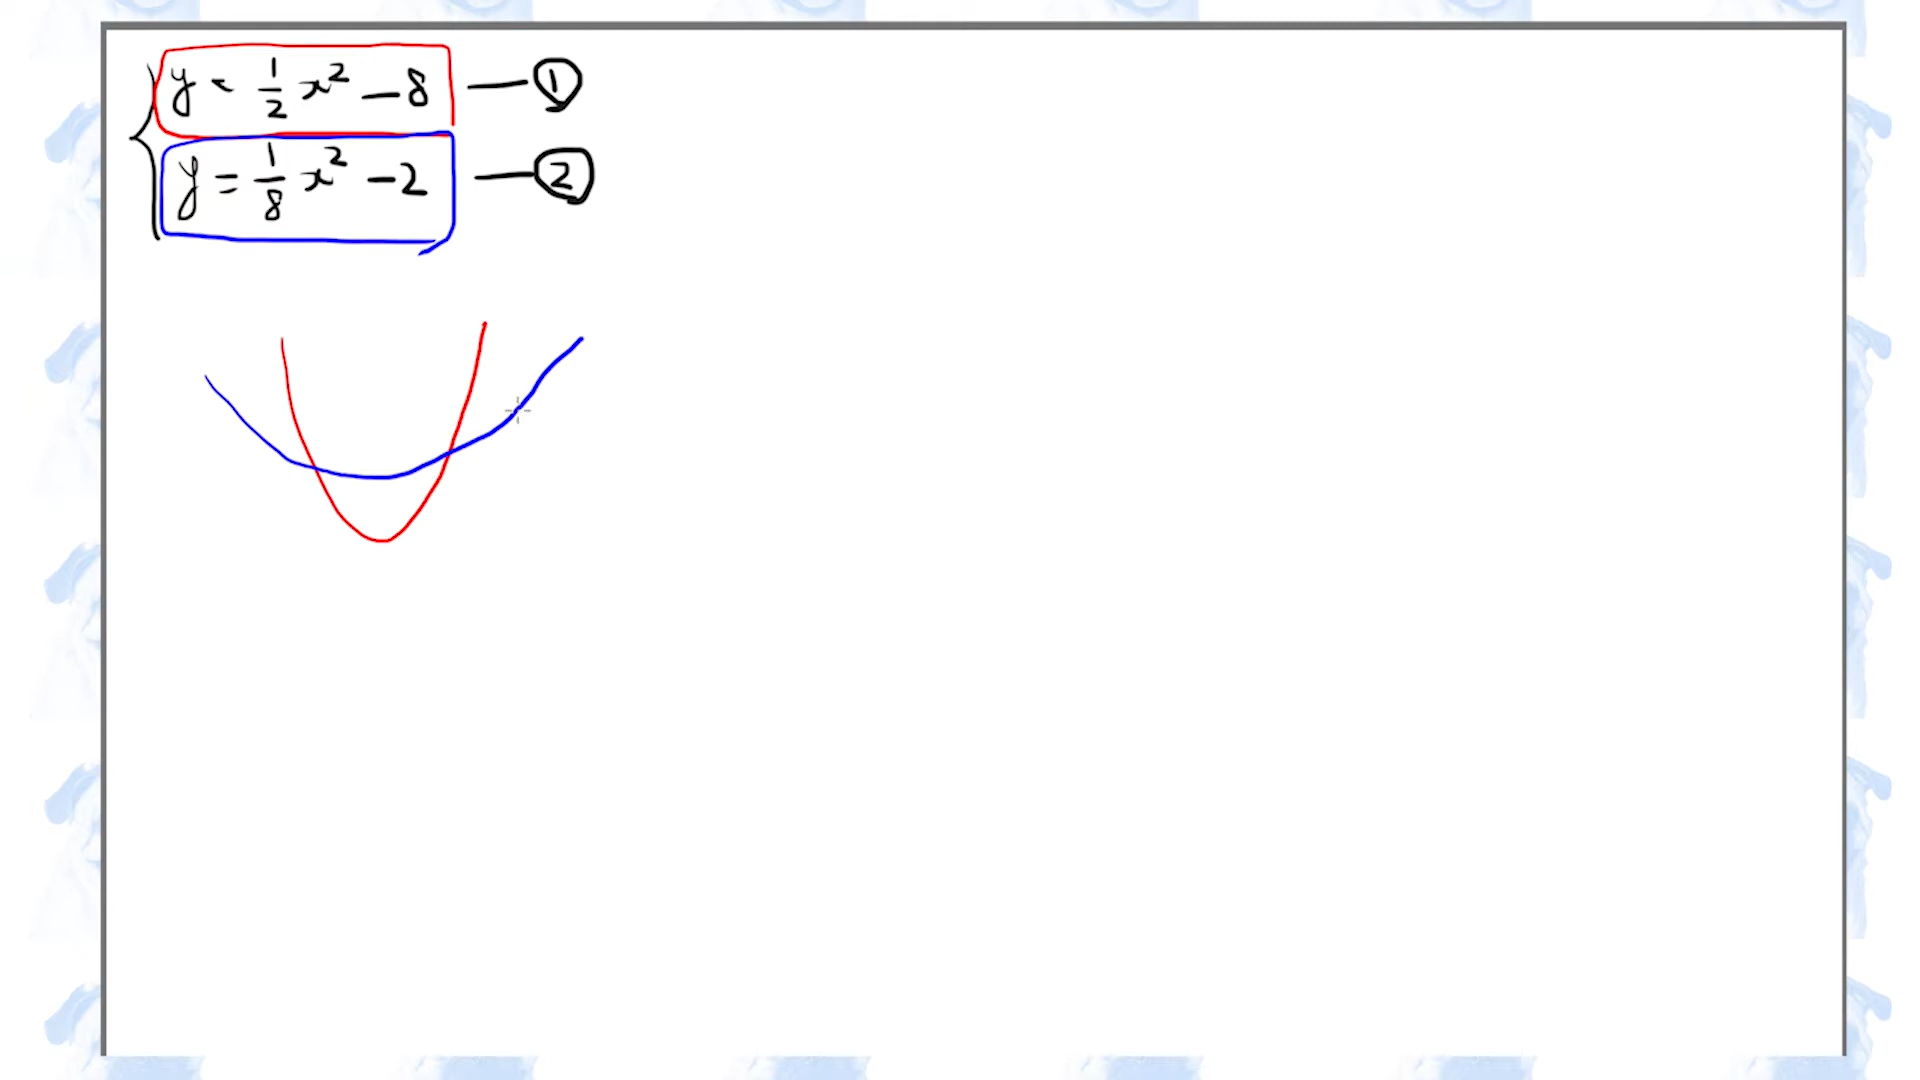 y = 1/2 x² - 8 — ①
y = 1/8 x² - 2 — ②